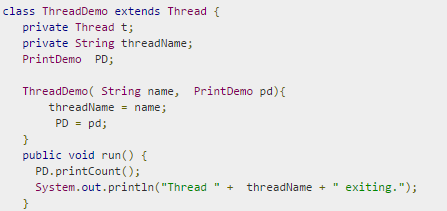 class ThreadDemo extends Thread {
   private Thread t;
   private String threadName;
   PrintDemo  PD;

   ThreadDemo( String name,  PrintDemo pd){
       threadName = name;
        PD = pd;
   }
   public void run() {
     PD.printCount();
     System.out.println("Thread " +  threadName + " exiting.");
   }